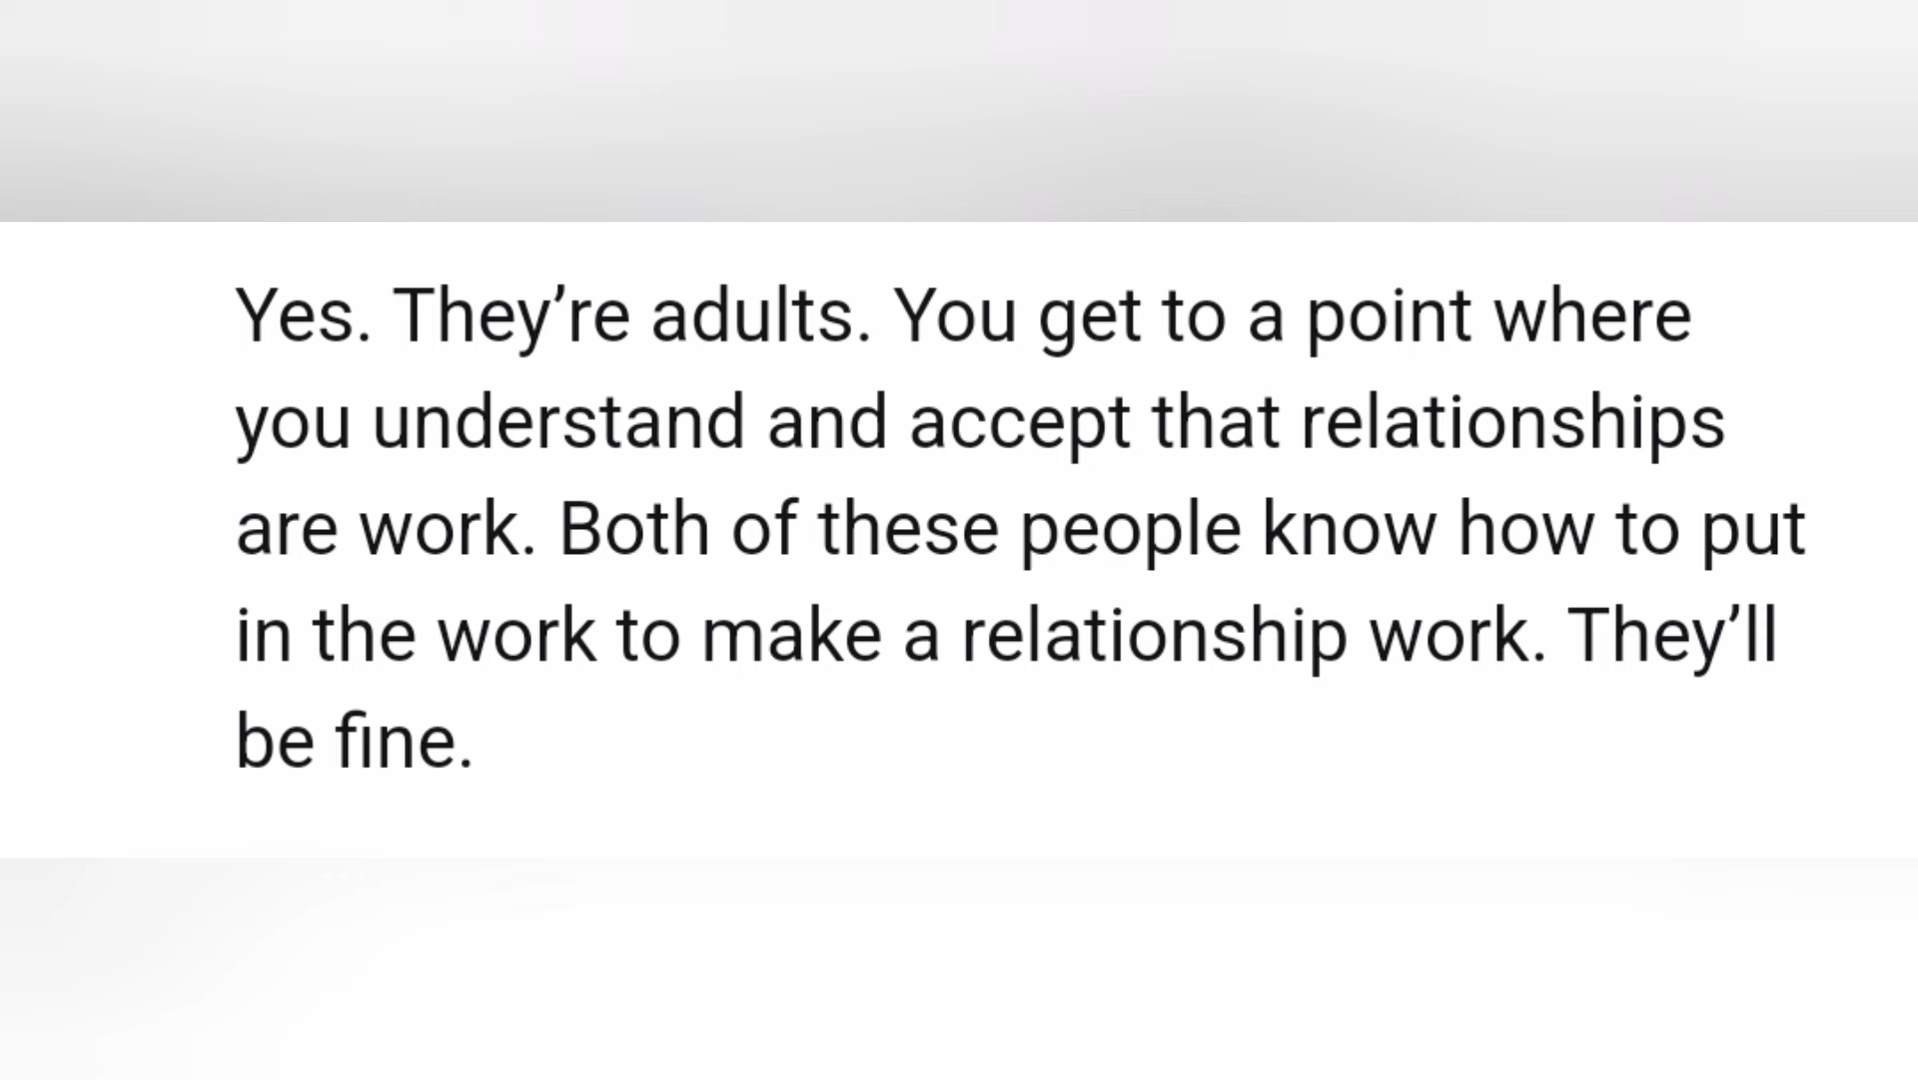 Yes. They’re adults. You get to a point where
you understand and accept that relationships
are work. Both of these people know how to put
in the work to make a relationship work. They’ll
be fine.